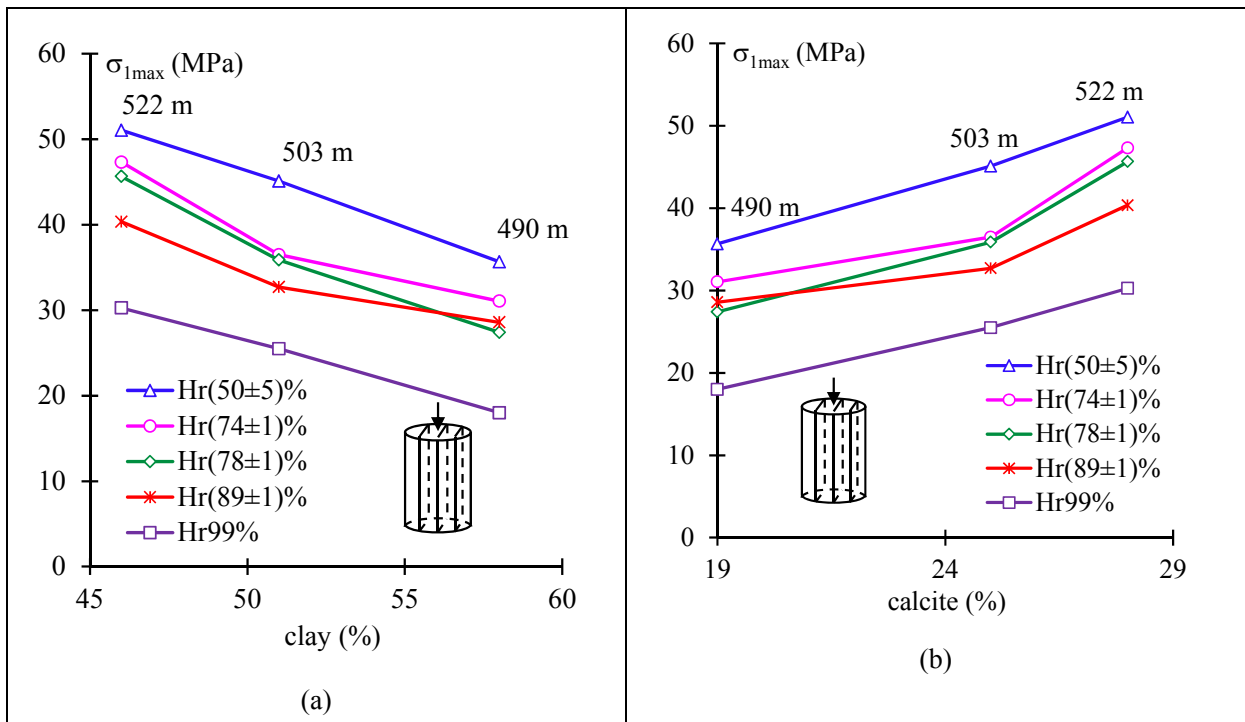 60
σ1max (MPa)
522 m
50
503 m
490 m
40
30
20
Hr(50±5)%
Hr(74±1)%
Hr(78±1)%
Hr(89±1)%
Hr99%
10
0
45
50
55
60
clay (%)
(a)
60
σ1max (MPa)
522 m
50
503 m
40
490 m
30
20
Hr(50±5)%
Hr(74±1)%
Hr(78±1)%
Hr(89±1)%
Hr99%
10
0
19
24
29
calcite (%)
(b)